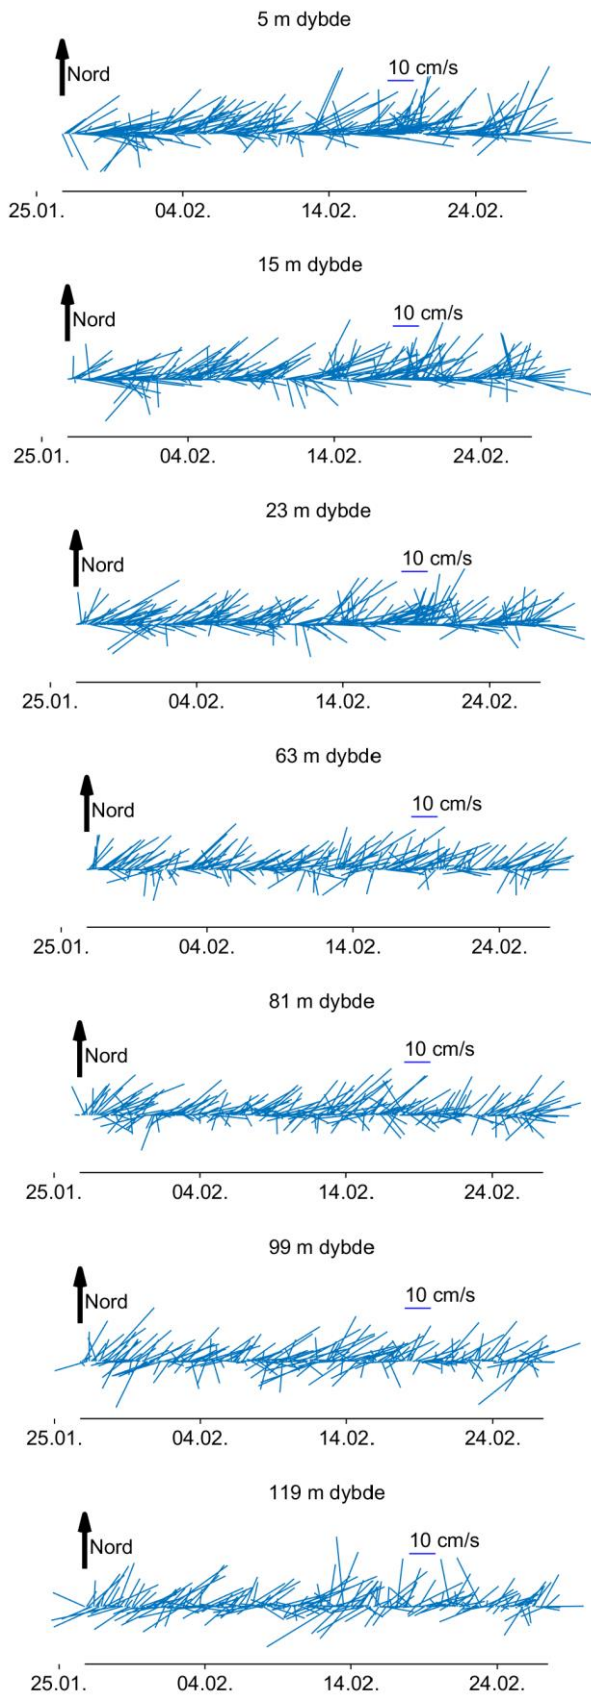 5 m dybde
Nord
10 cm/s
25.01. 04.02. 14.02. 24.02.
15 m dybde
Nord
10 cm/s
25.01. 04.02. 14.02. 24.02.
23 m dybde
Nord
10 cm/s
25.01. 04.02. 14.02. 24.02.
63 m dybde
Nord
10 cm/s
25.01. 04.02. 14.02. 24.02.
81 m dybde
Nord
10 cm/s
25.01. 04.02. 14.02. 24.02.
99 m dybde
Nord
10 cm/s
25.01. 04.02. 14.02. 24.02.
119 m dybde
Nord
10 cm/s
25.01. 04.02. 14.02. 24.02.